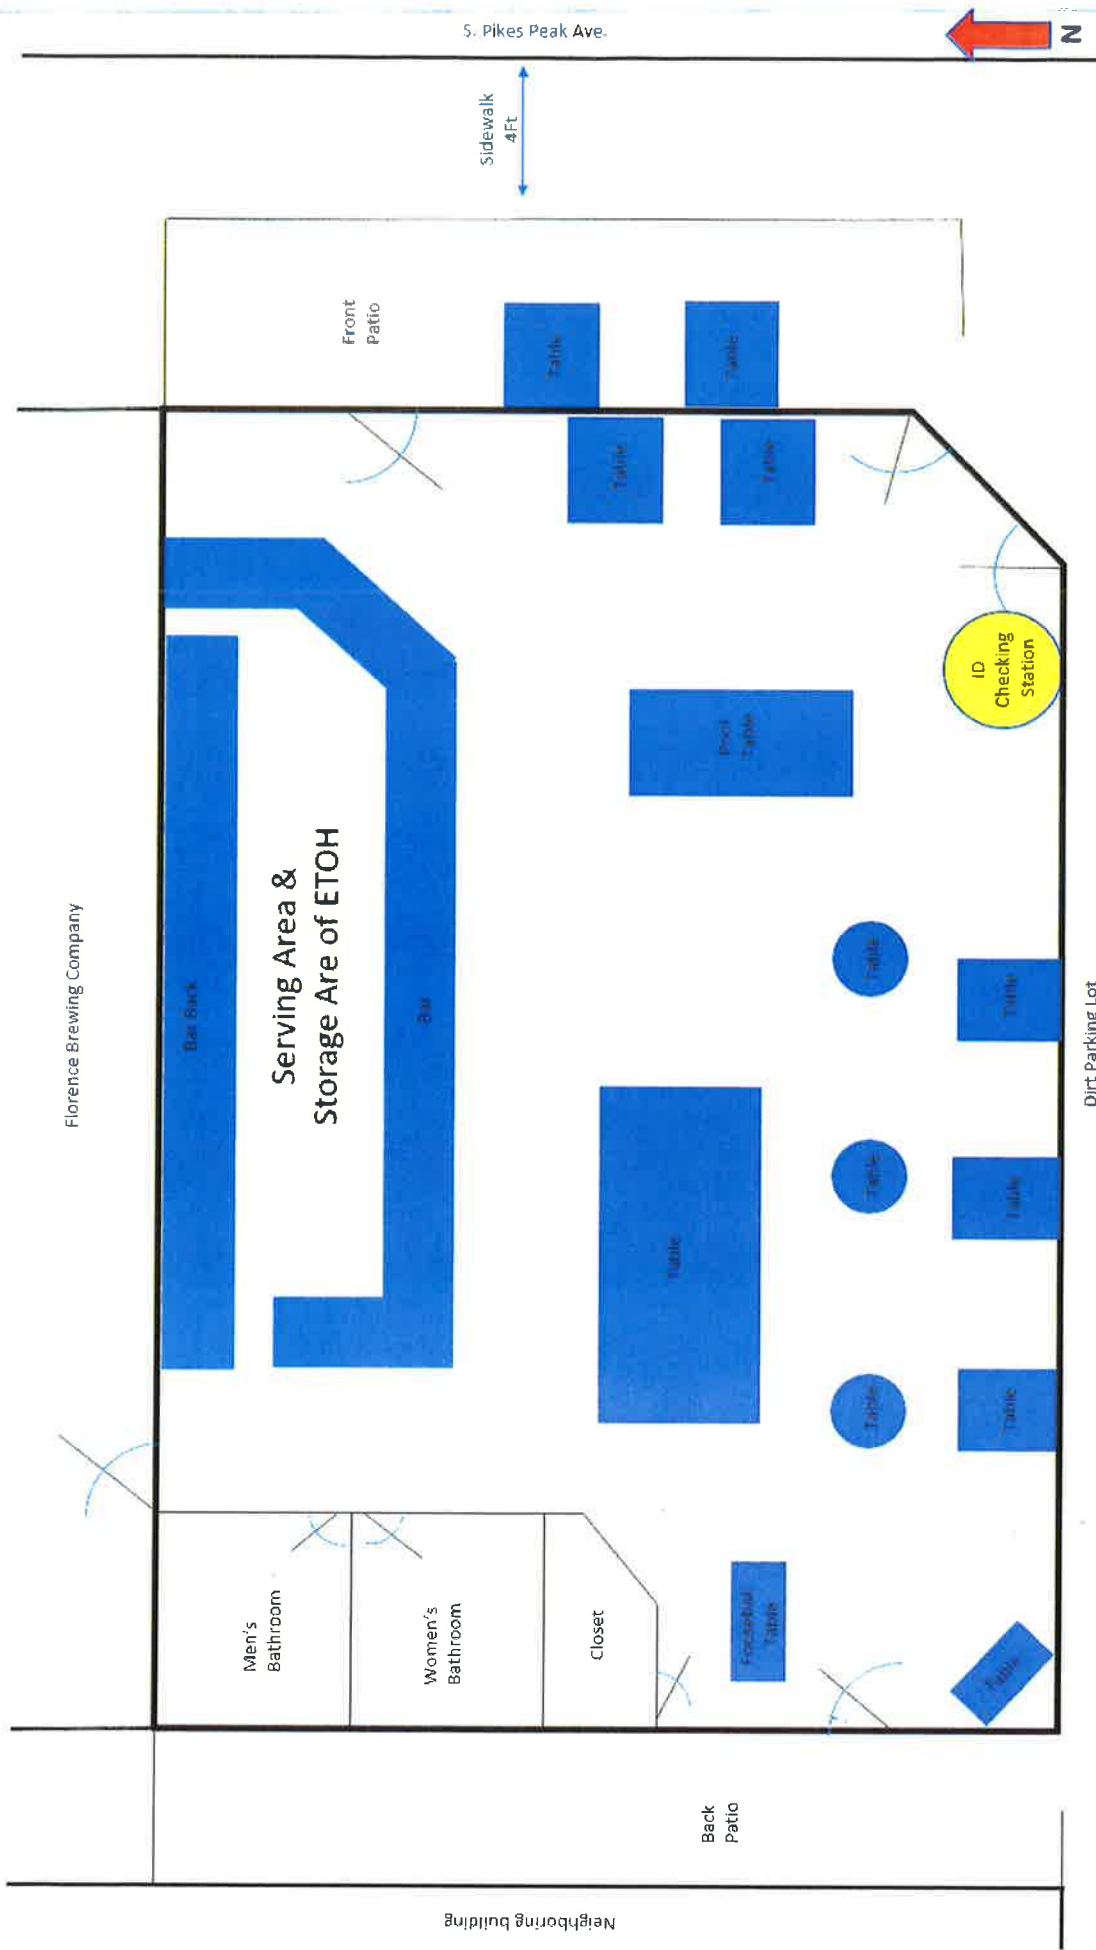 S. Pikes Peak Ave.
N
Sidewalk
4Ft
Front
Patio
Table
Table
Table
Table
ID
Checking
Station
Pool
Table
Florence Brewing Company
Bar Back
Serving Area &
Storage Are of ETOH
Bar
Table
Table
Table
Table
Table
Table
Table
Men's
Bathroom
Women's
Bathroom
Closet
Foosebal
Table
Table
Dirt Parking Lot
Back
Patio
Neighboring building